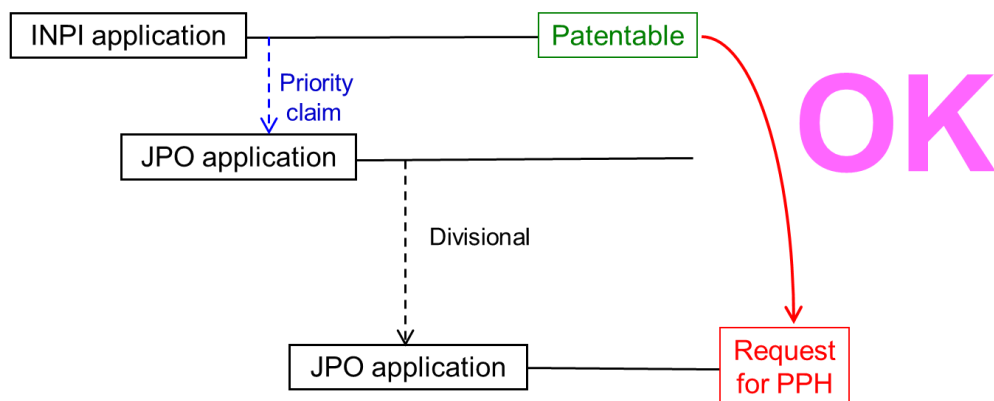 INPI application
Patentable
Priority
claim
OK
JPO application
Divisional
JPO application
Request
for PPH